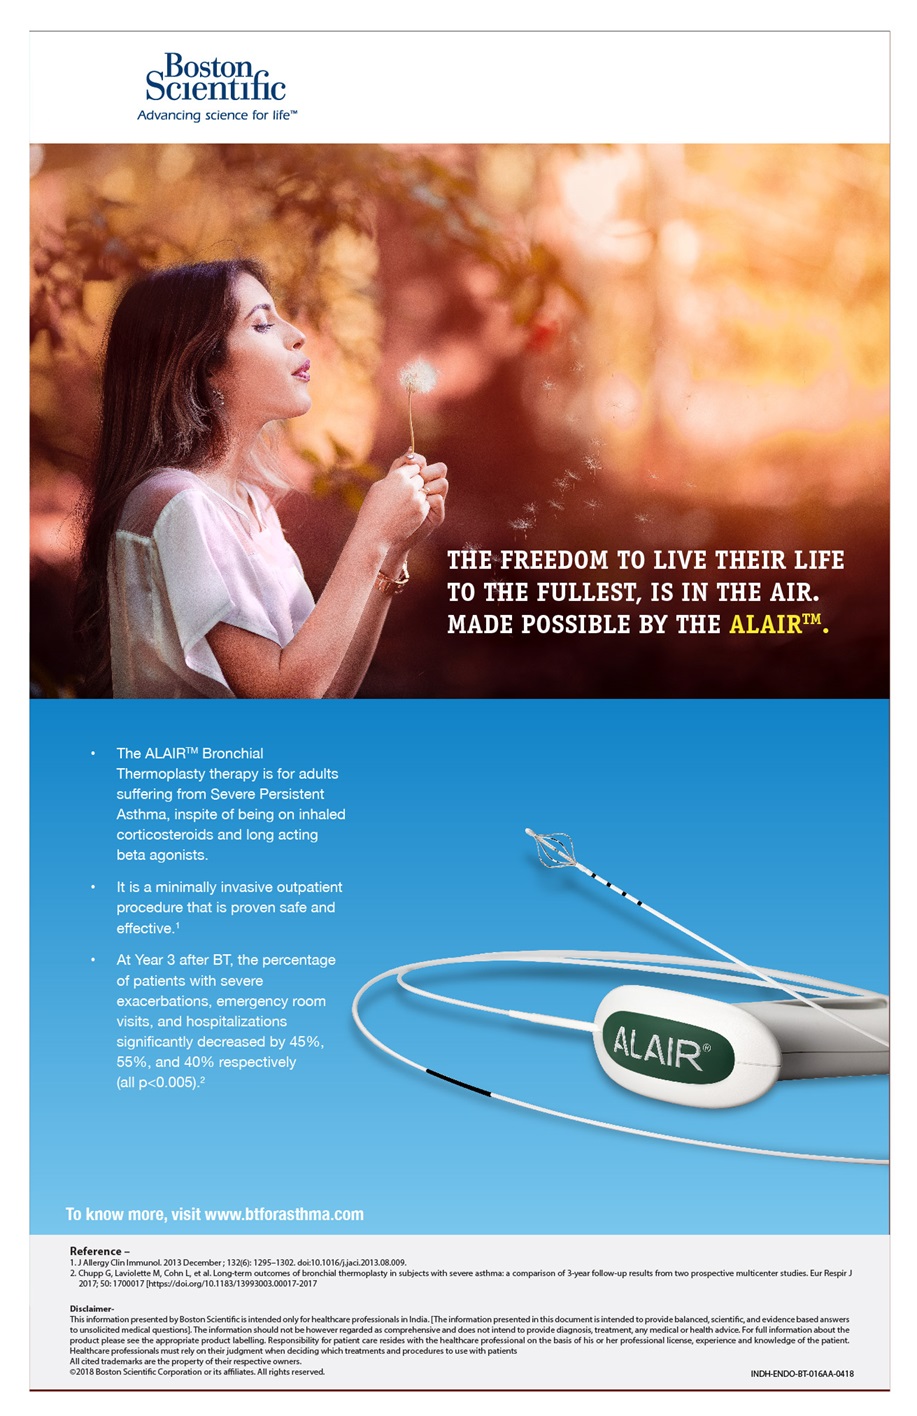 Boston
Scientific
Advancing science for life™
THE FREEDOM TO LIVE THEIR LIFE
TO THE FULLEST, IS IN THE AIR.
MADE POSSIBLE BY THE ALAIR™.
• The ALAIR™ Bronchial
Thermoplasty therapy is for adults
suffering from Severe Persistent
Asthma, inspite of being on inhaled
corticosteroids and long acting
beta agonists.
• It is a minimally invasive outpatient
procedure that is proven safe and
effective.¹
• At Year 3 after BT, the percentage
of patients with severe
exacerbations, emergency room
visits, and hospitalizations
significantly decreased by 45%,
55%, and 40% respectively
(all p<0.005).²
ALAIR®
To know more, visit www.btforasthma.com
Reference –
1. J Allergy Clin Immunol. 2013 December ; 132(6): 1295–1302. doi:10.1016/j.jaci.2013.08.009.
2. Chupp G, Laviolette M, Cohn L, et al. Long-term outcomes of bronchial thermoplasty in subjects with severe asthma: a comparison of 3-year follow-up results from two prospective multicenter studies. Eur Respir J
2017; 50: 1700017 [https://doi.org/10.1183/13993003.00017-2017
Disclaimer-
This information presented by Boston Scientific is intended only for healthcare professionals in India. [The information presented in this document is intended to provide balanced, scientific, and evidence based answers
to unsolicited medical questions]. The information should not be however regarded as comprehensive and does not intend to provide diagnosis, treatment, any medical or health advice. For full information about the
product please see the appropriate product labelling. Responsibility for patient care resides with the healthcare professional on the basis of his or her professional license, experience and knowledge of the patient.
Healthcare professionals must rely on their judgment when deciding which treatments and procedures to use with patients
All cited trademarks are the property of their respective owners.
©2018 Boston Scientific Corporation or its affiliates. All rights reserved.
INDH-ENDO-BT-016AA-0418